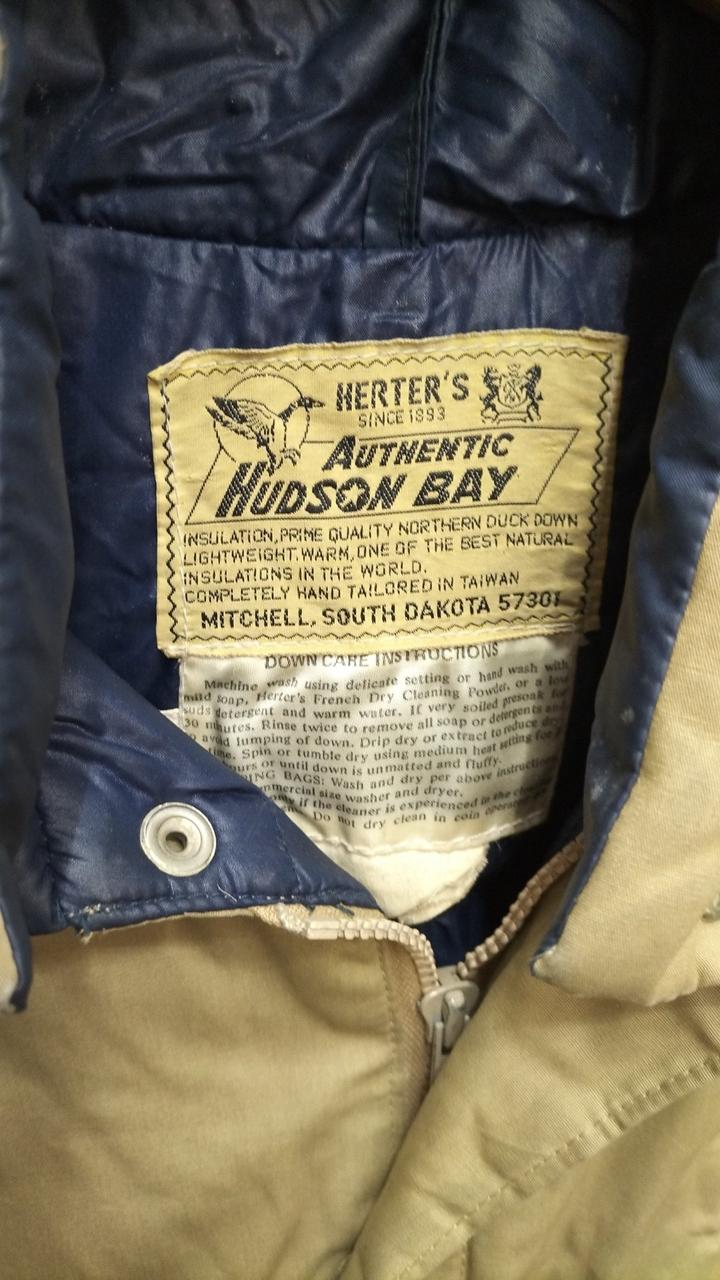 HERTER'S
SINCE 1893
AUTHENTIC
HUDSON BAY
INSULATION, PRIME QUALITY NORTHERN DUCK DOWN
LIGHTWEIGHT, WARM, ONE OF THE BEST NATURAL
INSULATIONS IN THE WORLD.
COMPLETELY HAND TAILORED IN TAIWAN
MITCHELL, SOUTH DAKOTA 57301
DOWN CARE INSTRUCTIONS
Machine wash using delicate setting or hand wash with
mild soap, Herter's French Dry Cleaning Powder, or a low
suds detergent and warm water. If very soiled presoak for
30 minutes. Rinse twice to remove all soap or detergents and
to avoid lumping of down. Drip dry or extract to reduce dry
time. Spin or tumble dry using medium heat setting for
hours or until down is unmatted and fluffy.
BAGS: Wash and dry per above instructions
commercial size washer and dryer.
if the cleaner is experienced in the
Do not dry clean in coin